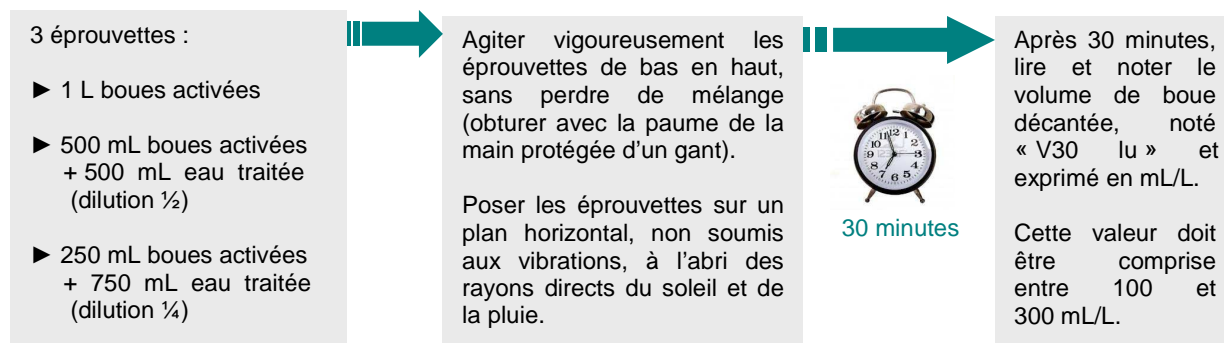 3 éprouvettes :
► 1 L boues activées
► 500 mL boues activées
+ 500 mL eau traitée
(dilution ½)
► 250 mL boues activées
+ 750 mL eau traitée
(dilution ¼)
Agiter vigoureusement les
éprouvettes de bas en haut,
sans perdre de mélange
(obturer avec la paume de la
main protégée d’un gant).
Poser les éprouvettes sur un
plan horizontal, non soumis
aux vibrations, à l’abri des
rayons directs du soleil et de
la pluie.
30 minutes
Après 30 minutes,
lire et noter le
volume de boue
décantée, noté
« V30 lu » et
exprimé en mL/L.
Cette valeur doit
être comprise
entre 100 et
300 mL/L.